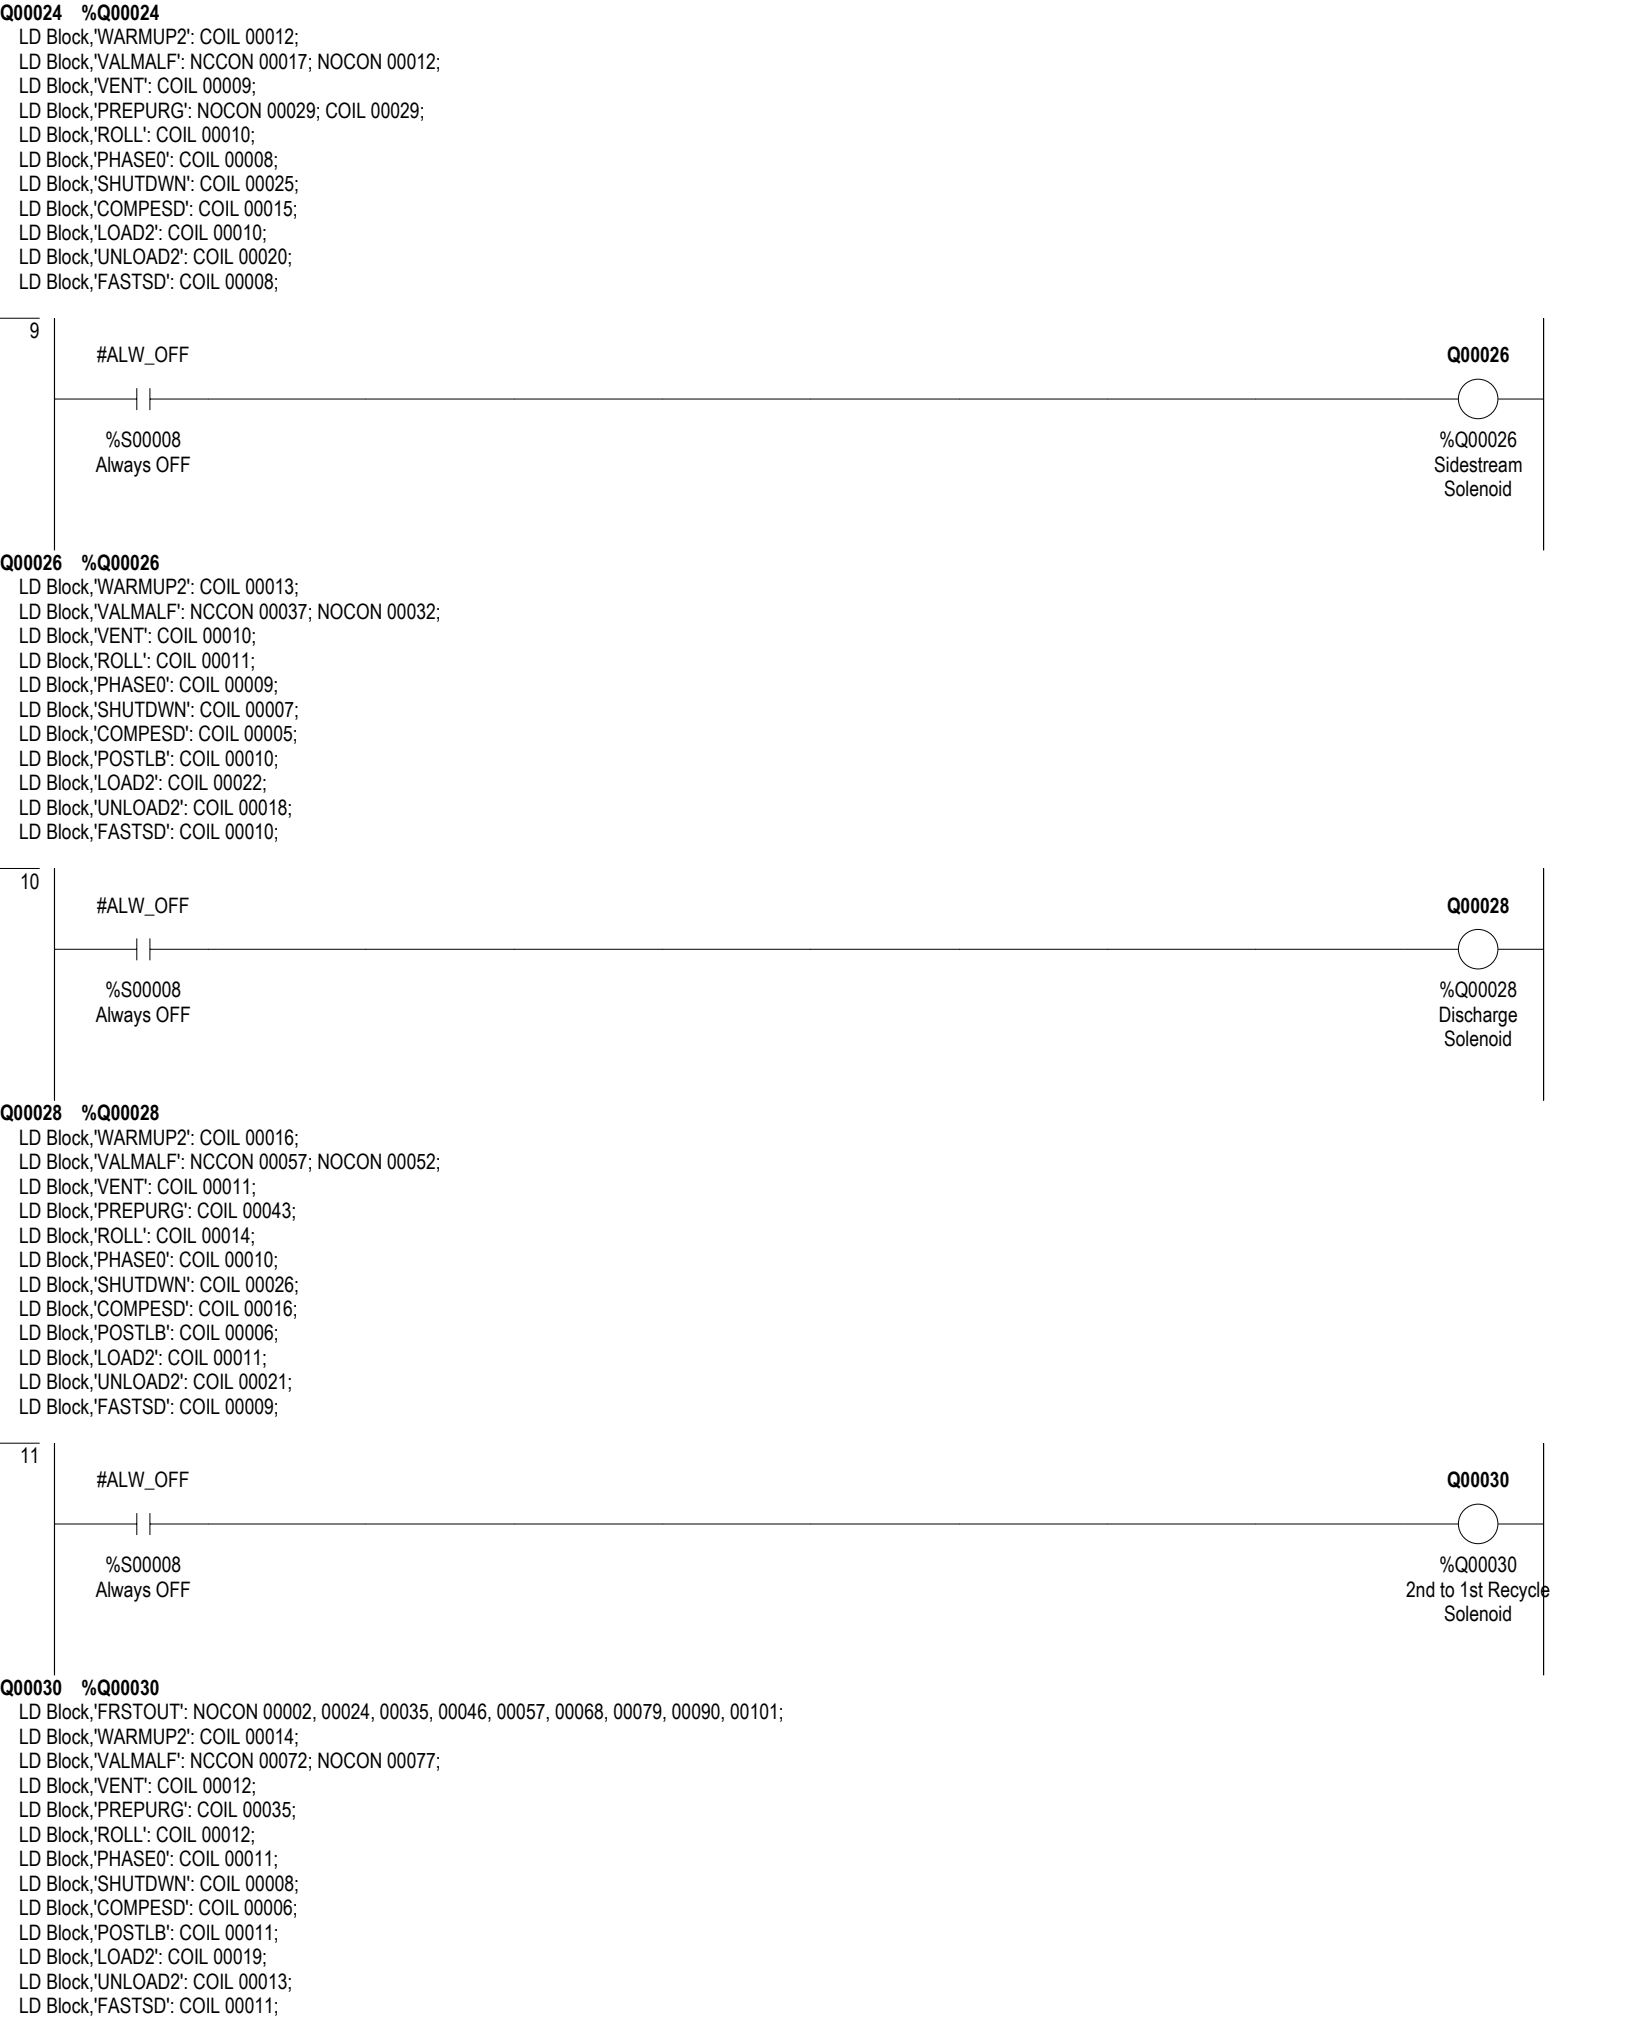 Q00024 %Q00024
LD Block,'WARMUP2': COIL 00012;
LD Block,'VALMALF': NCCON 00017; NOCON 00012;
LD Block,'VENT': COIL 00009;
LD Block,'PREPURG': NOCON 00029; COIL 00029;
LD Block,'ROLL': COIL 00010;
LD Block,'PHASE0': COIL 00008;
LD Block,'SHUTDWN': COIL 00025;
LD Block,'COMPESD': COIL 00015;
LD Block,'LOAD2': COIL 00010;
LD Block,'UNLOAD2': COIL 00020;
LD Block,'FASTSD': COIL 00008;
9
#ALW_OFF Q00026
%S00008 %Q00026
Always OFF Sidestream
Solenoid
Q00026 %Q00026
LD Block,'WARMUP2': COIL 00013;
LD Block,'VALMALF': NCCON 00037; NOCON 00032;
LD Block,'VENT': COIL 00010;
LD Block,'ROLL': COIL 00011;
LD Block,'PHASE0': COIL 00009;
LD Block,'SHUTDWN': COIL 00007;
LD Block,'COMPESD': COIL 00005;
LD Block,'POSTLB': COIL 00010;
LD Block,'LOAD2': COIL 00022;
LD Block,'UNLOAD2': COIL 00018;
LD Block,'FASTSD': COIL 00010;
10
#ALW_OFF Q00028
%S00008 %Q00028
Always OFF Discharge
Solenoid
Q00028 %Q00028
LD Block,'WARMUP2': COIL 00016;
LD Block,'VALMALF': NCCON 00057; NOCON 00052;
LD Block,'VENT': COIL 00011;
LD Block,'PREPURG': COIL 00043;
LD Block,'ROLL': COIL 00014;
LD Block,'PHASE0': COIL 00010;
LD Block,'SHUTDWN': COIL 00026;
LD Block,'COMPESD': COIL 00016;
LD Block,'POSTLB': COIL 00006;
LD Block,'LOAD2': COIL 00011;
LD Block,'UNLOAD2': COIL 00021;
LD Block,'FASTSD': COIL 00009;
11
#ALW_OFF Q00030
%S00008 %Q00030
Always OFF 2nd to 1st Recycle
Solenoid
Q00030 %Q00030
LD Block,'FRSTOUT': NOCON 00002, 00024, 00035, 00046, 00057, 00068, 00079, 00090, 00101;
LD Block,'WARMUP2': COIL 00014;
LD Block,'VALMALF': NCCON 00072; NOCON 00077;
LD Block,'VENT': COIL 00012;
LD Block,'PREPURG': COIL 00035;
LD Block,'ROLL': COIL 00012;
LD Block,'PHASE0': COIL 00011;
LD Block,'SHUTDWN': COIL 00008;
LD Block,'COMPESD': COIL 00006;
LD Block,'POSTLB': COIL 00011;
LD Block,'LOAD2': COIL 00019;
LD Block,'UNLOAD2': COIL 00013;
LD Block,'FASTSD': COIL 00011;